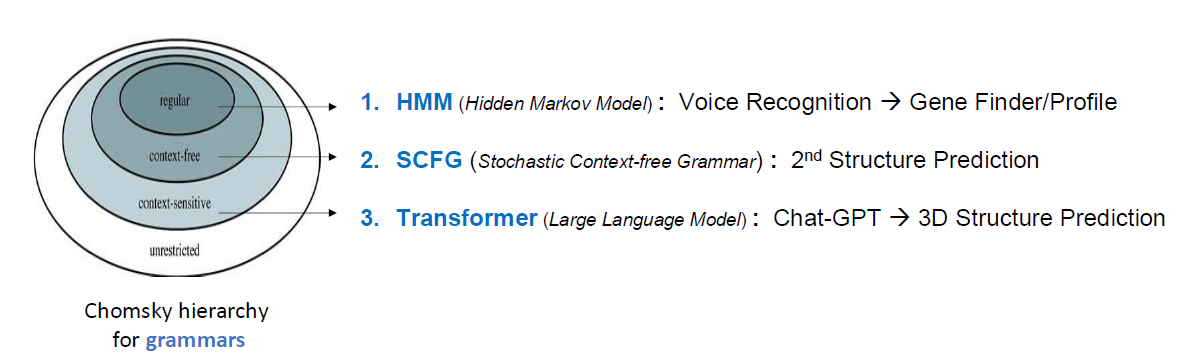 regular
context-free
context-sensitive
unrestricted
Chomsky hierarchy
for grammars
1. HMM (Hidden Markov Model) : Voice Recognition → Gene Finder/Profile
2. SCFG (Stochastic Context-free Grammar) : 2nd Structure Prediction
3. Transformer (Large Language Model) : Chat-GPT → 3D Structure Prediction